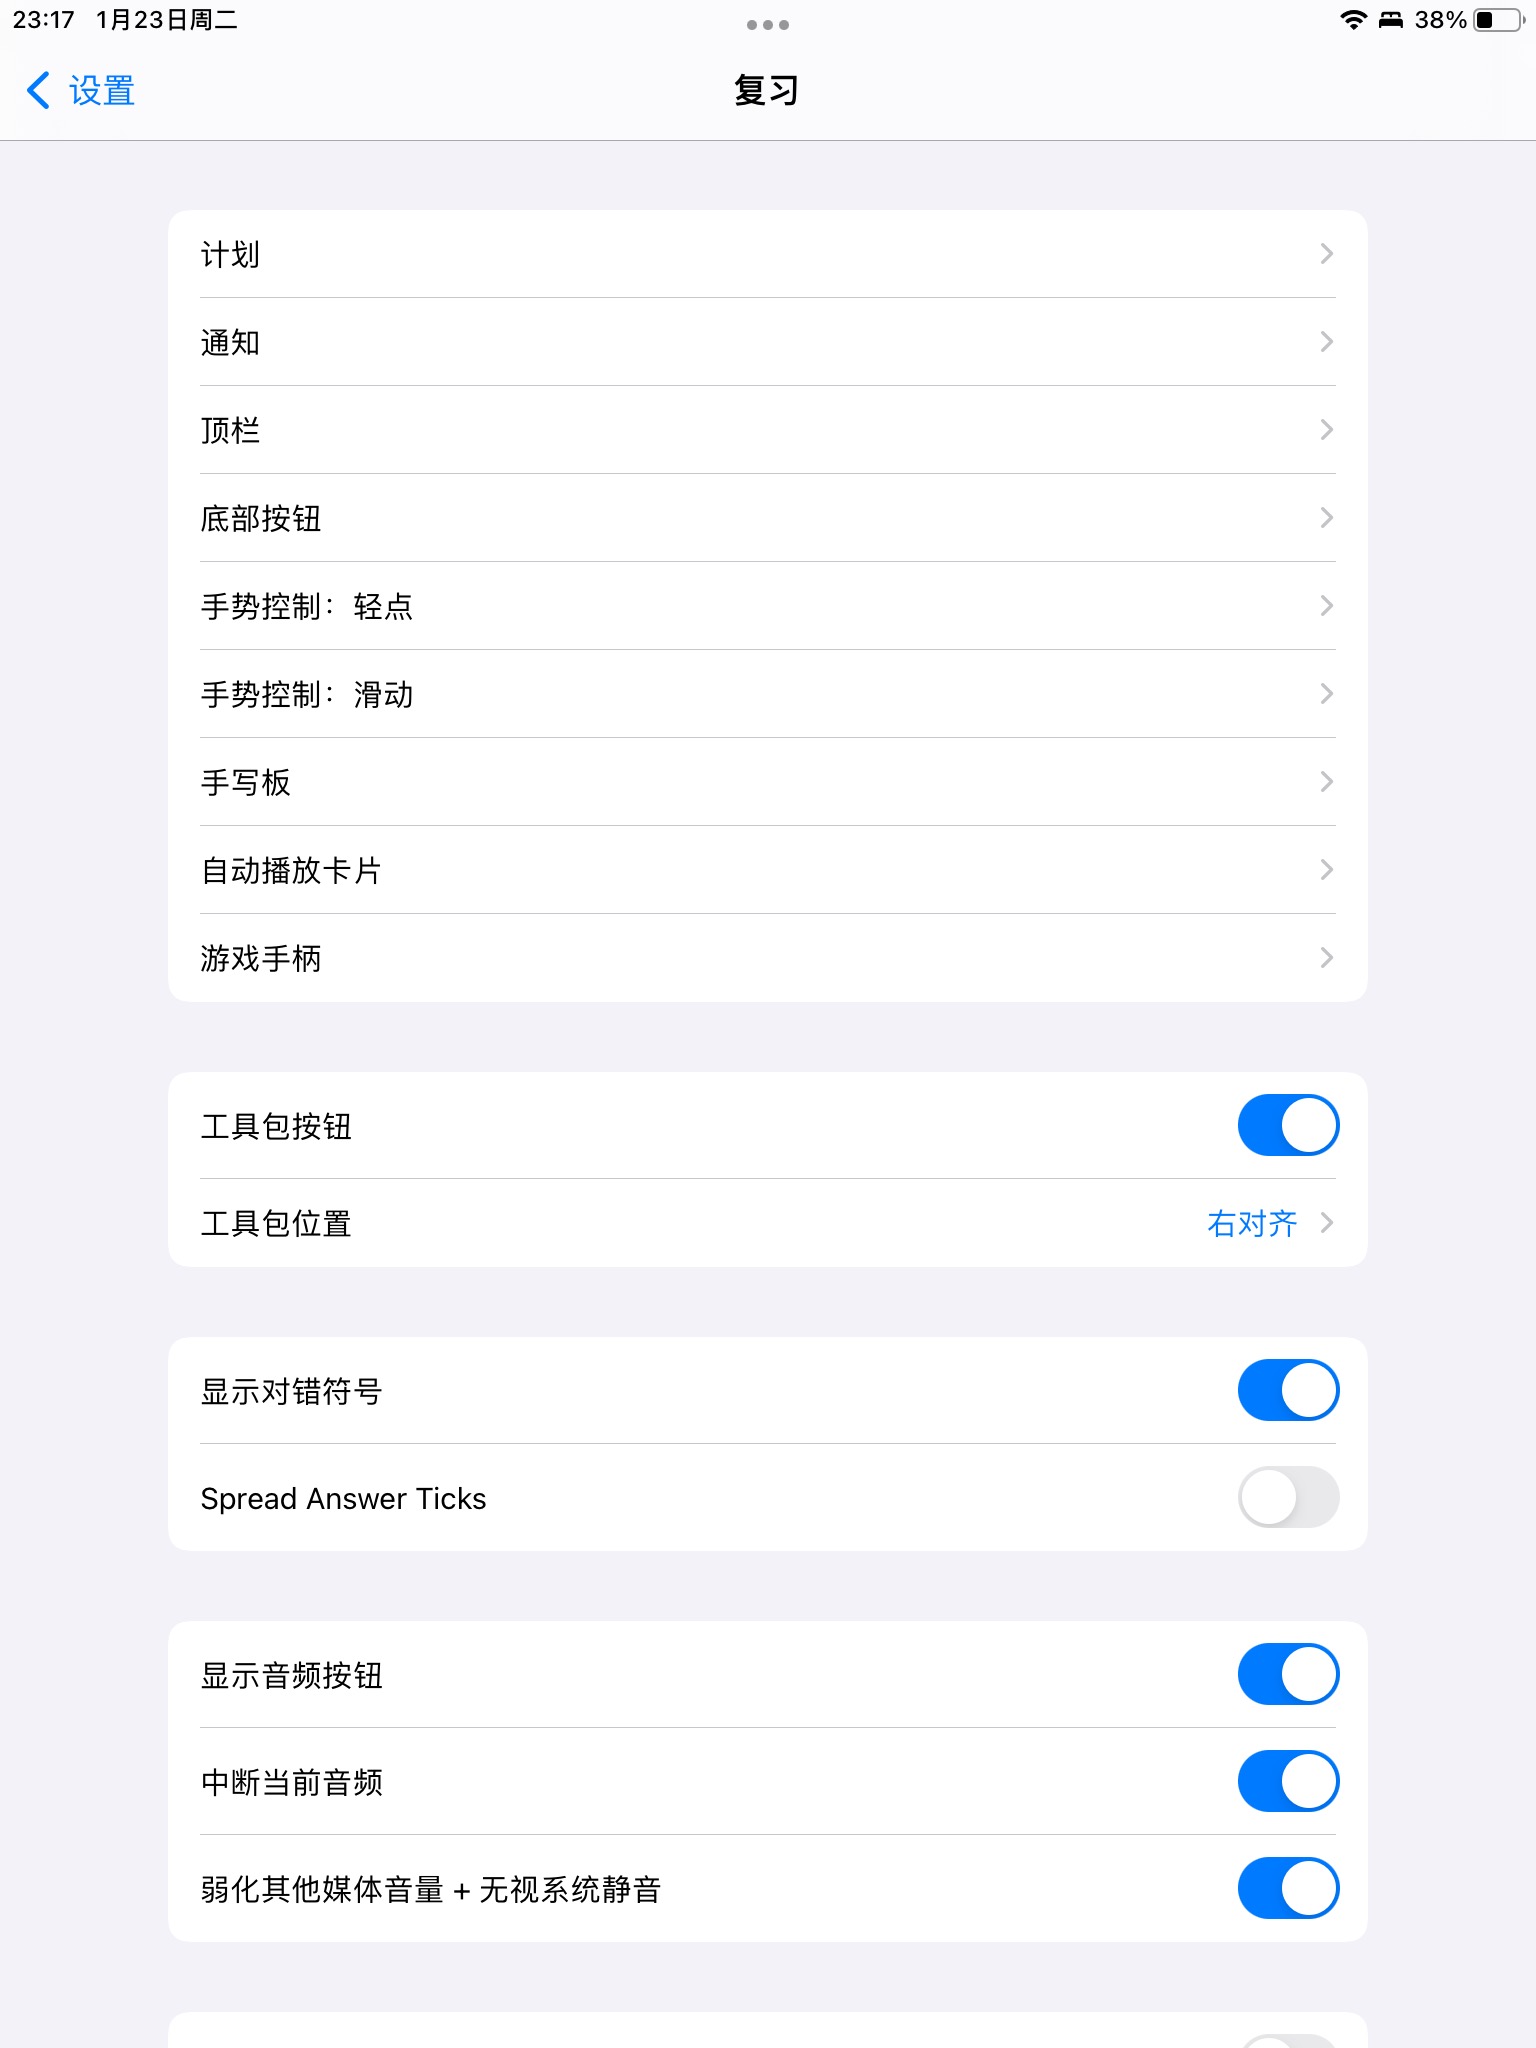 23:17 1月23日周二
38%
设置
复习
计划
通知
顶栏
底部按钮
手势控制：轻点
手势控制：滑动
手写板
自动播放卡片
游戏手柄
工具包按钮
工具包位置 右对齐
显示对错符号
Spread Answer Ticks
显示音频按钮
中断当前音频
弱化其他媒体音量 + 无视系统静音